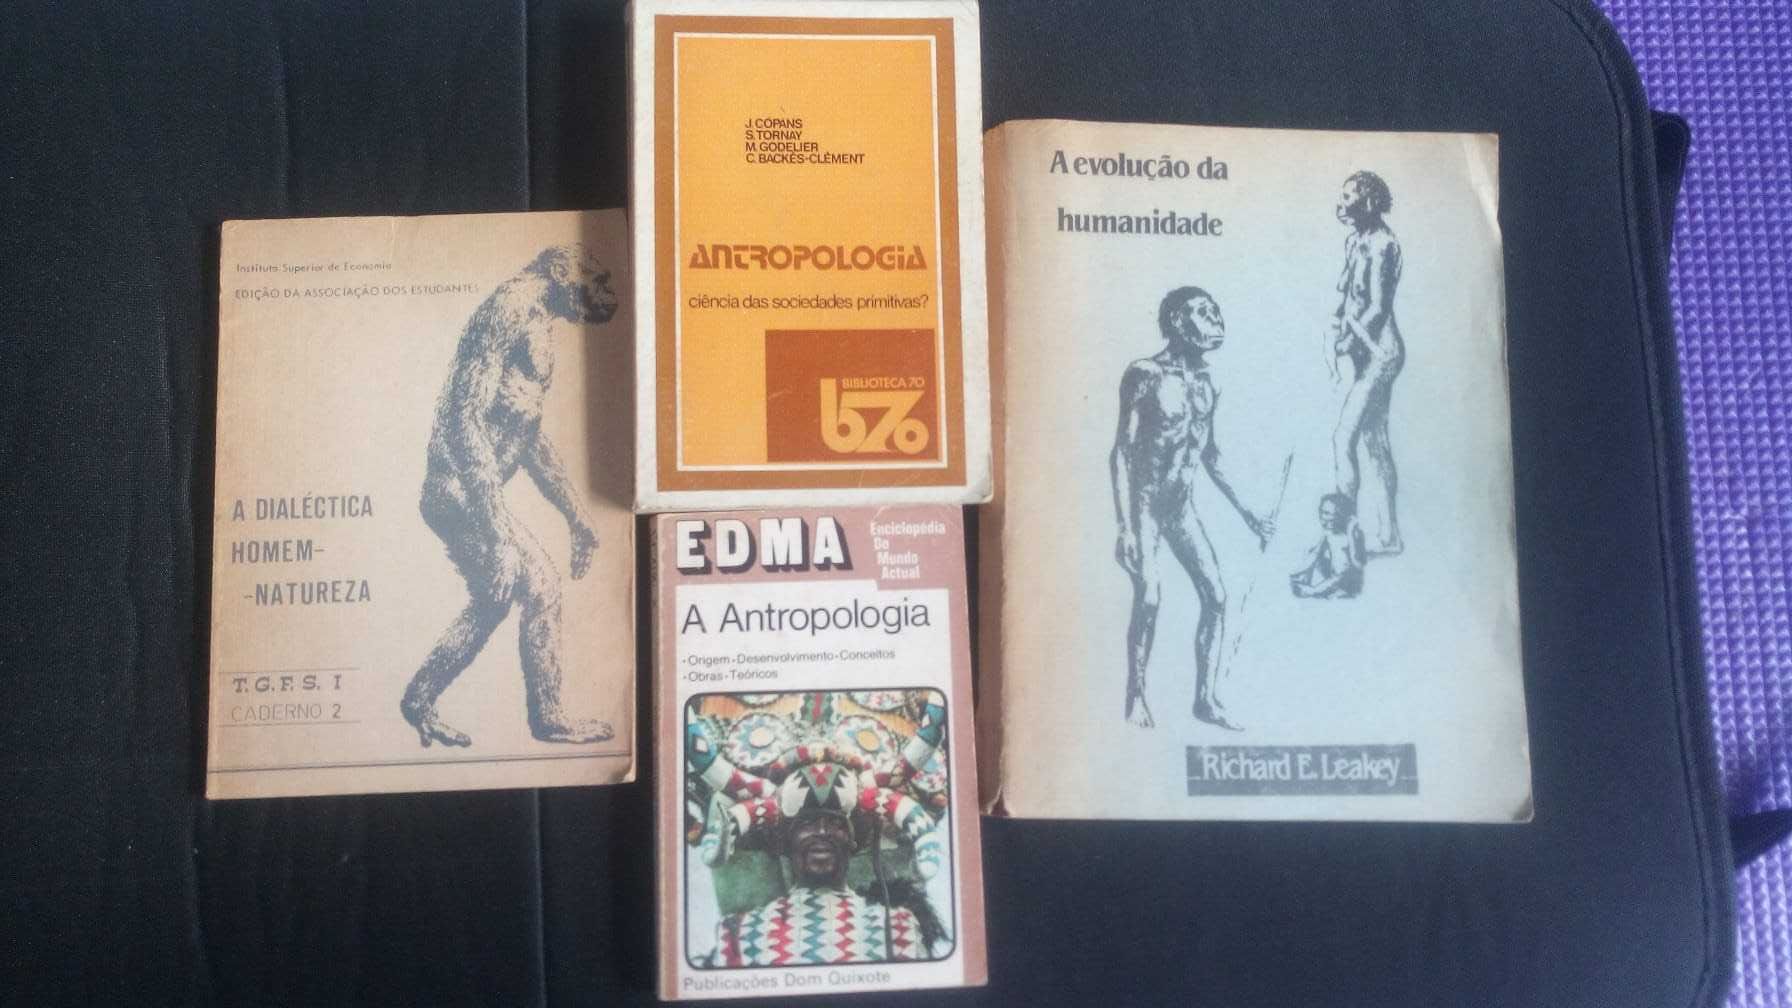 Instituto Superior de Economia
EDIÇÃO DA ASSOCIAÇÃO DOS ESTUDANTES
A DIALÉCTICA
HOMEM-
-NATUREZA
T. G. F. S. I
CADERNO 2
J. COPANS
S. TORNAY
M. GODELIER
C. BACKÈS-CLÈMENT
ANTROPOLOGIA
ciência das sociedades primitivas?
BIBLIOTECA 70
b70
EDMA
Enciclopédia
Do
Mundo
Actual
A Antropologia
•Origem•Desenvolvimento•Conceitos
•Obras•Teóricos
Publicações Dom Quixote
A evolução da
humanidade
Richard E. Leakey